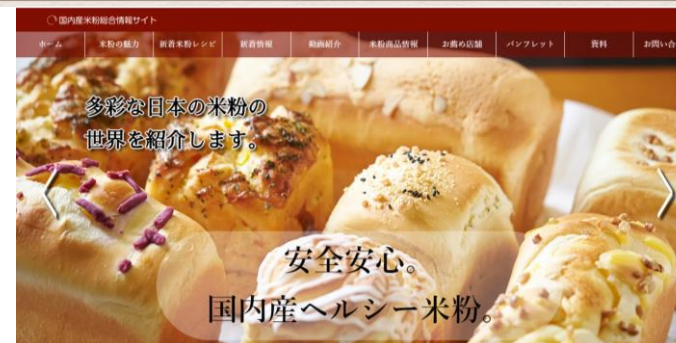 国内産米粉総合情報サイト
ホーム 米粉の魅力 新着米粉レシピ 新着情報 動画紹介 米粉商品情報 お薦め店舗 パンフレット 資料 お問い合
多彩な日本の米粉の
世界を紹介します。
安全安心。
国内産ヘルシー米粉。